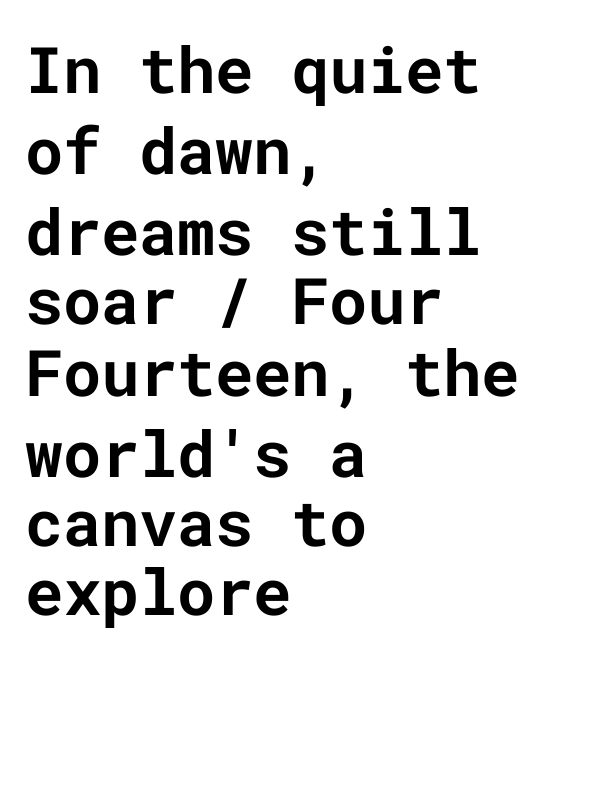 In the quiet
of dawn,
dreams still
soar / Four
Fourteen, the
world's a
canvas to
explore